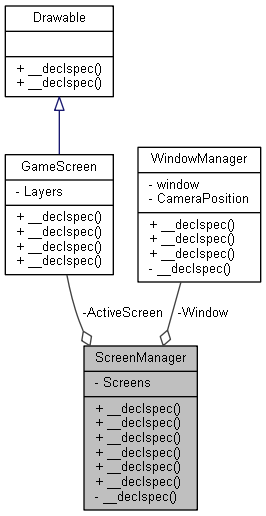 Drawable
+ __declspec()
+ __declspec()
GameScreen
- Layers
+ __declspec()
+ __declspec()
+ __declspec()
+ __declspec()
WindowManager
- window
- CameraPosition
+ __declspec()
+ __declspec()
+ __declspec()
- __declspec()
-ActiveScreen
-Window
ScreenManager
- Screens
+ __declspec()
+ __declspec()
+ __declspec()
+ __declspec()
+ __declspec()
+ __declspec()
- __declspec()